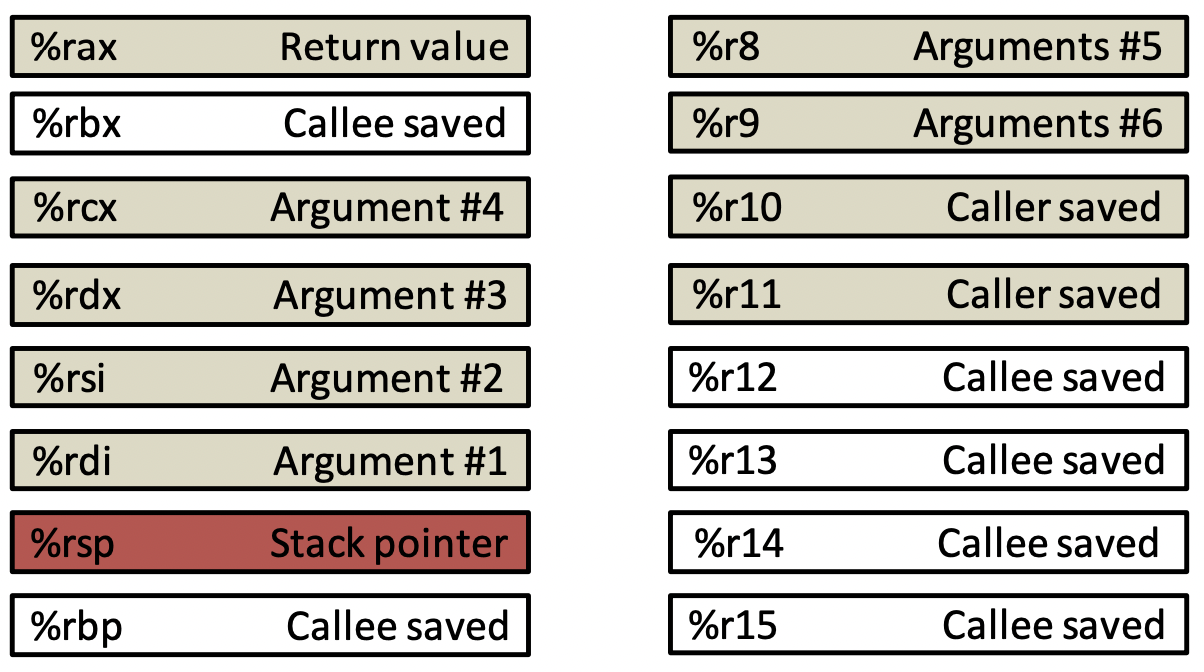 %rax Return value
%rbx Callee saved
%rcx Argument #4
%rdx Argument #3
%rsi Argument #2
%rdi Argument #1
%rsp Stack pointer
%rbp Callee saved
%r8 Arguments #5
%r9 Arguments #6
%r10 Caller saved
%r11 Caller saved
%r12 Callee saved
%r13 Callee saved
%r14 Callee saved
%r15 Callee saved